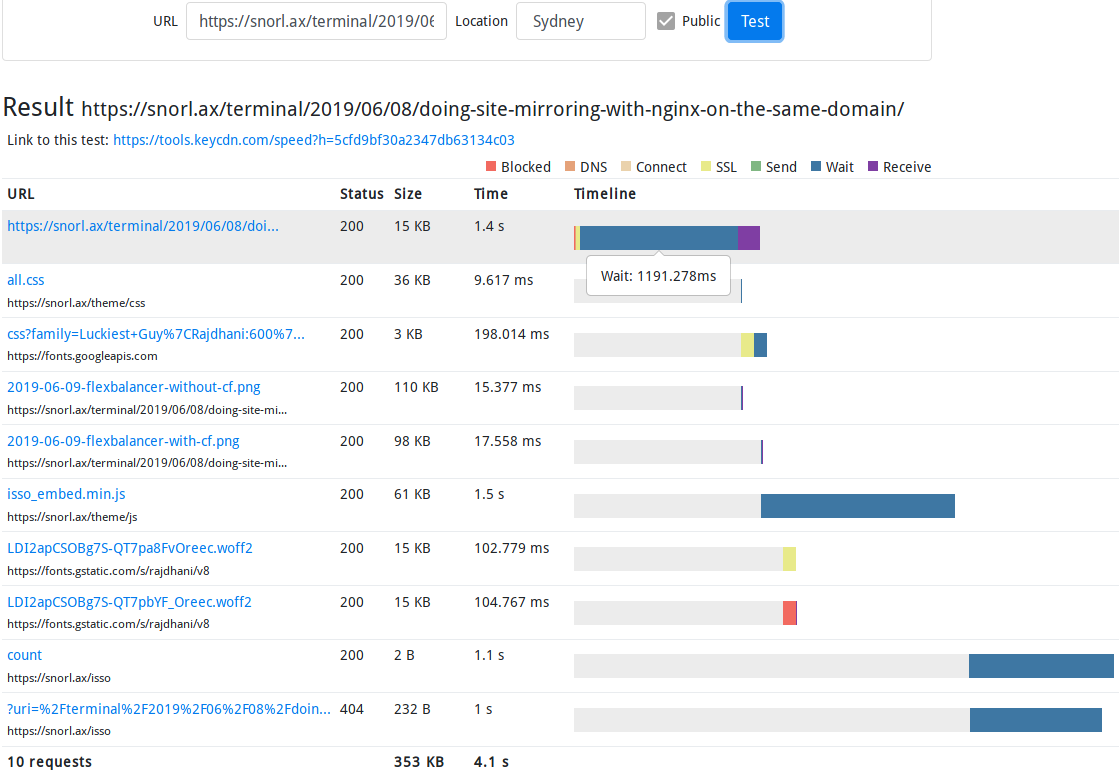 URL https://snorl.ax/terminal/2019/06 Location Sydney Public Test
Result https://snorl.ax/terminal/2019/06/08/doing-site-mirroring-with-nginx-on-the-same-domain/
Link to this test: https://tools.keycdn.com/speed?h=5cfd9bf30a2347db63134c03
Blocked DNS Connect SSL Send Wait Receive
URL Status Size Time Timeline
https://snorl.ax/terminal/2019/06/08/doi... 200 15 KB 1.4 s
Wait: 1191.278ms
all.css 200 36 KB 9.617 ms
https://snorl.ax/theme/css
css?family=Luckiest+Guy%7CRajdhani:600%7... 200 3 KB 198.014 ms
https://fonts.googleapis.com
2019-06-09-flexbalancer-without-cf.png 200 110 KB 15.377 ms
https://snorl.ax/terminal/2019/06/08/doing-site-mi...
2019-06-09-flexbalancer-with-cf.png 200 98 KB 17.558 ms
https://snorl.ax/terminal/2019/06/08/doing-site-mi...
isso_embed.min.js 200 61 KB 1.5 s
https://snorl.ax/theme/js
LDI2apCSOBg7S-QT7pa8FvOreec.woff2 200 15 KB 102.779 ms
https://fonts.gstatic.com/s/rajdhani/v8
LDI2apCSOBg7S-QT7pbYF_Oreec.woff2 200 15 KB 104.767 ms
https://fonts.gstatic.com/s/rajdhani/v8
count 200 2 B 1.1 s
https://snorl.ax/isso
?uri=%2Fterminal%2F2019%2F06%2F08%2Fdoin... 404 232 B 1 s
https://snorl.ax/isso
10 requests 353 KB 4.1 s